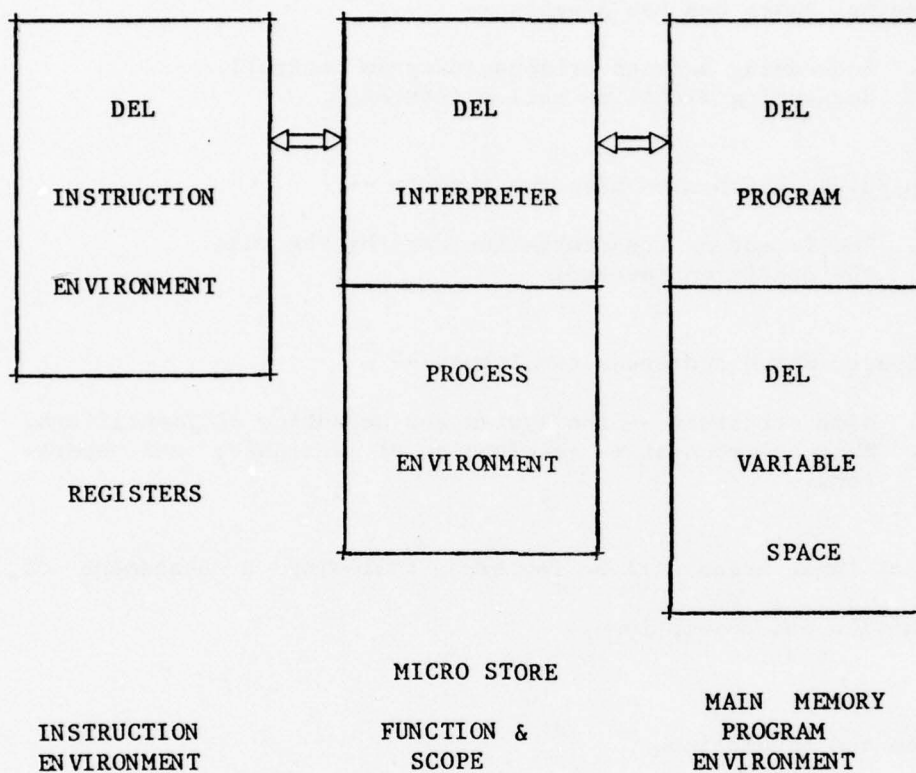 DEL
INSTRUCTION
ENVIRONMENT
REGISTERS
INSTRUCTION
ENVIRONMENT
DEL
INTERPRETER
PROCESS
ENVIRONMENT
MICRO STORE
FUNCTION &
SCOPE
DEL
PROGRAM
DEL
VARIABLE
SPACE
MAIN MEMORY
PROGRAM
ENVIRONMENT